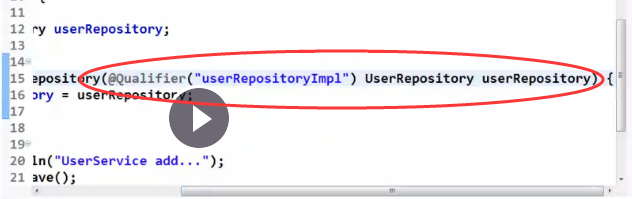 11
12 ry userRepository;
13
14
15 epository(@Qualifier("userRepositoryImpl") UserRepository userRepository) {
16 ory = userRepository;
17
18
19
20 ln("UserService add...");
21 ave();